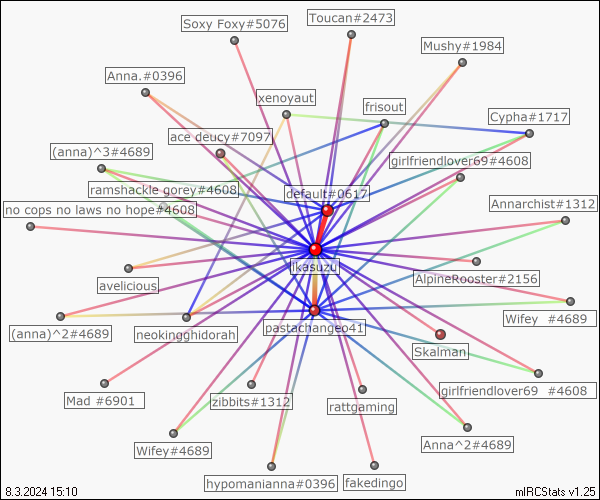 Toucan#2473
Soxy Foxy#5076
Mushy#1984
Anna.#0396
xenoyaut
frisout
Cypha#1717
ace deucy#7097
(anna)^3#4689
girlfriendlover69#4608
ramshackle gorey#4608
default#0617
no cops no laws no hope#4608
Annarchist#1312
likasuzu
avelicious
AlpineRooster#2156
Wifey #4689
(anna)^2#4689
neokingghidorah
pastachangeo41
Skalman
girlfriendlover69 #4608
Mad #6901
zibbits#1312
rattgaming
Wifey#4689
Anna^2#4689
hypomanianna#0396
fakedingo
8.3.2024 15:10
mIRCStats v1.25